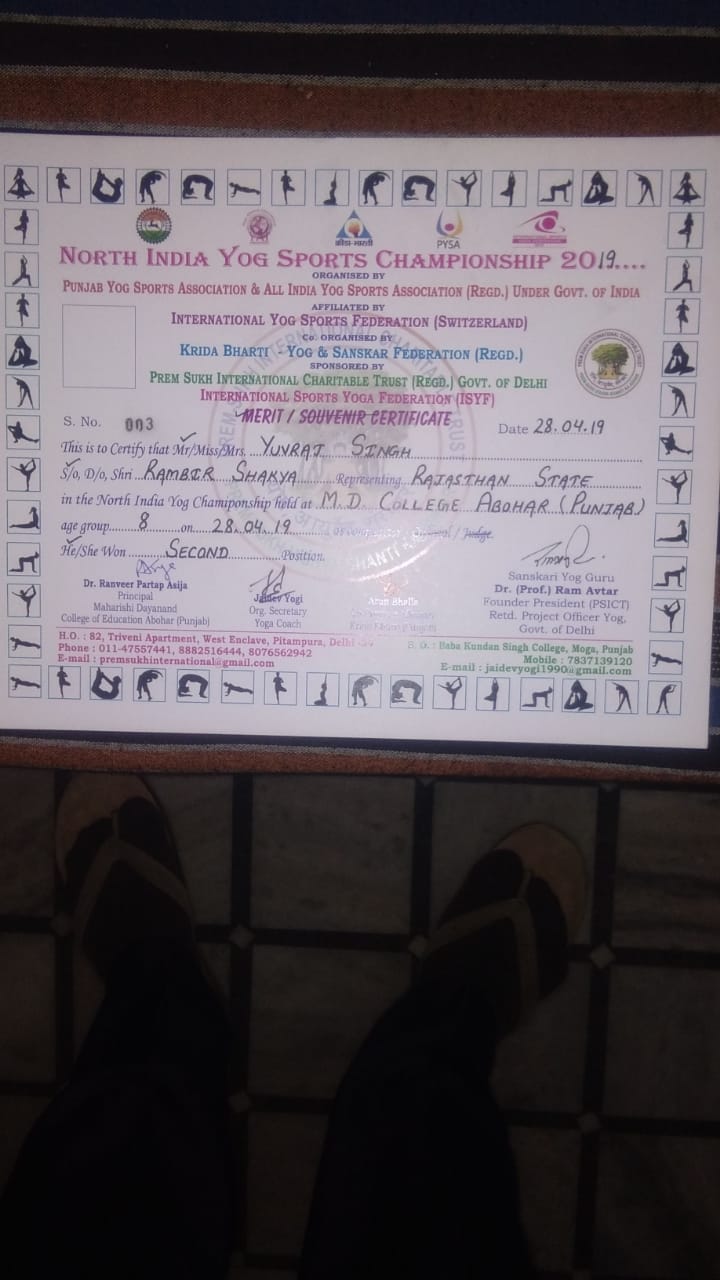 क्रीडा-भारती
PYSA
NORTH INDIA YOG SPORTS CHAMPIONSHIP 2019....
ORGANISED BY
PUNJAB YOG SPORTS ASSOCIATION & ALL INDIA YOG SPORTS ASSOCIATION (REGD.) UNDER GOVT. OF INDIA
AFFILIATED BY
INTERNATIONAL YOG SPORTS FEDERATION (SWITZERLAND)
Co. ORGANISED BY
KRIDA BHARTI - YOG & SANSKAR FEDERATION (REGD.)
SPONSORED BY
PREM SUKH INTERNATIONAL CHARITABLE TRUST (REGD.) GOVT. OF DELHI
INTERNATIONAL SPORTS YOGA FEDERATION (ISYF)
MERIT / SOUVENIR CERTIFICATE
S. No. 003
Date 28.04.19
This is to Certify that Mr/Miss/Mrs. YUVRAJ SINGH
S/o, D/o, Shri RAMBIR SHAKYA Representing RAJASTHAN STATE
in the North India Yog Chamiponship held at M.D COLLEGE ABOHAR (PUNJAB)
age group 8 on 28.04.19 / Judge.
He/She Won SECOND Position.
Dr. Ranveer Partap Asija
Principal
Maharishi Dayanand
College of Education Abohar (Punjab)
Jaidev Yogi
Org. Secretary
Yoga Coach
Arun Bhella
Sanskari Yog Guru
Dr. (Prof.) Ram Avtar
Founder President (PSICT)
Retd. Project Officer Yog,
Govt. of Delhi
H.O. : 82, Triveni Apartment, West Enclave, Pitampura, Delhi
Phone : 011-47557441, 8882516444, 8076562942
E-mail : premsukhinternational@gmail.com
S. O. : Baba Kundan Singh College, Moga, Punjab
Mobile : 7837139120
E-mail : jaidevyogi1990@gmail.com